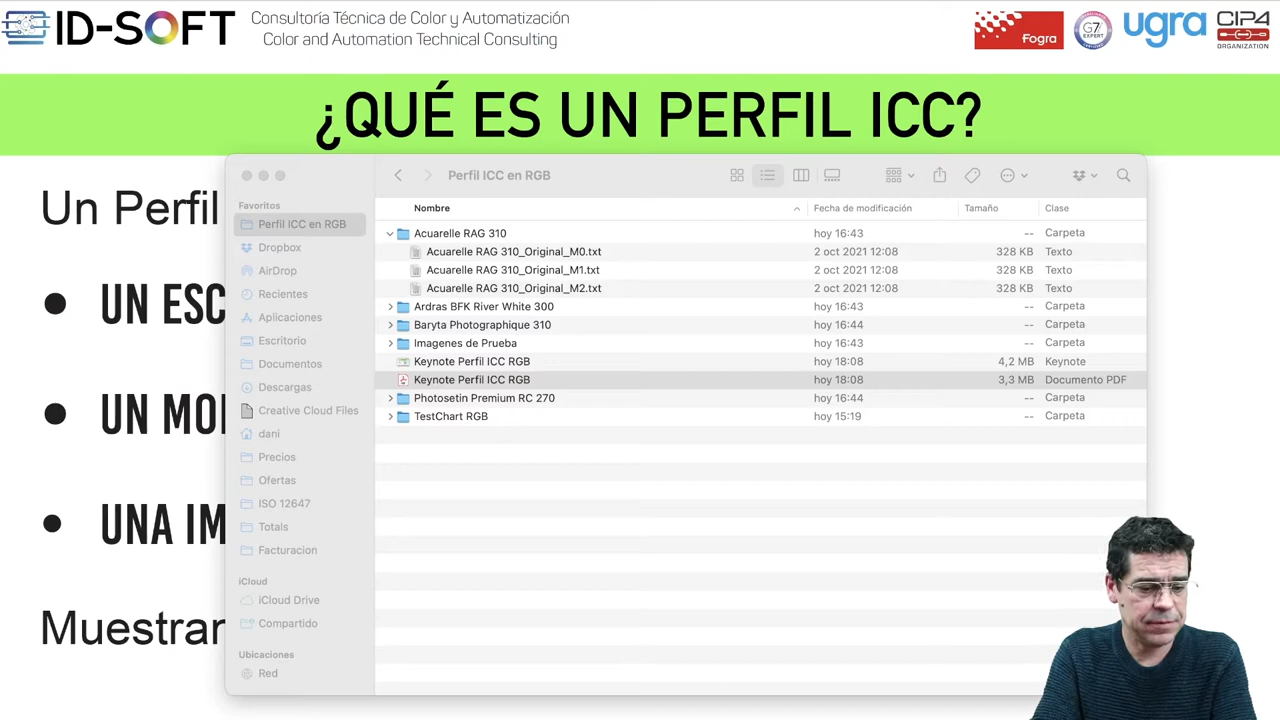 ID-SOFT
Consultoría Técnica de Color y Automatización
Color and Automation Technical Consulting
Fogra
G7
EXPERT
ugra
CIP4
ORGANIZATION
¿QUÉ ES UN PERFIL ICC?
Un Perfil
UN ESC
UN MO
UNA IM
Muestran
Favoritos
Perfil ICC en RGB
Dropbox
AirDrop
Recientes
Aplicaciones
Escritorio
Documentos
Descargas
Creative Cloud Files
dani
Precios
Ofertas
ISO 12647
Totals
Facturacion
iCloud
iCloud Drive
Compartido
Ubicaciones
Red
Perfil ICC en RGB
Nombre Fecha de modificación Tamaño Clase
Acuarelle RAG 310 hoy 16:43 -- Carpeta
Acuarelle RAG 310_Original_M0.txt 2 oct 2021 12:08 328 KB Texto
Acuarelle RAG 310_Original_M1.txt 2 oct 2021 12:08 328 KB Texto
Acuarelle RAG 310_Original_M2.txt 2 oct 2021 12:08 328 KB Texto
Ardras BFK River White 300 hoy 16:43 -- Carpeta
Baryta Photographique 310 hoy 16:44 -- Carpeta
Imagenes de Prueba hoy 16:43 -- Carpeta
Keynote Perfil ICC RGB hoy 18:08 4,2 MB Keynote
Keynote Perfil ICC RGB hoy 18:08 3,3 MB Documento PDF
Photosetin Premium RC 270 hoy 16:44 -- Carpeta
TestChart RGB hoy 15:19 -- Carpeta